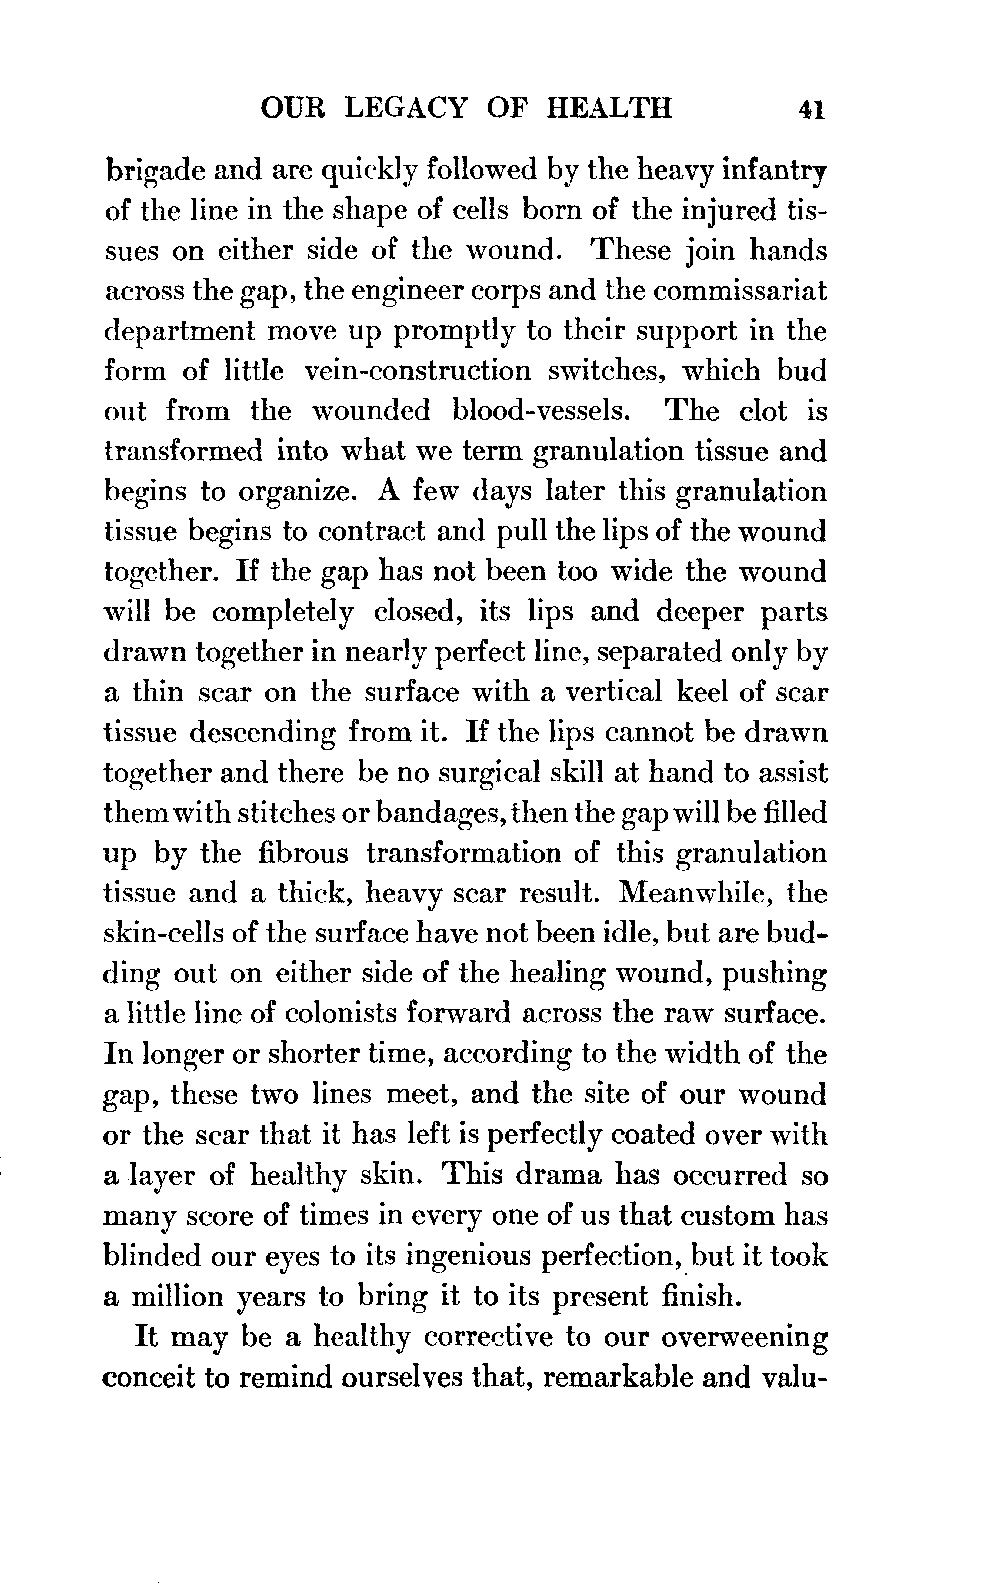 OUR LEGACY OF HEALTH 41
brigade and are quickly followed by the heavy infantry
of the line in the shape of cells born of the injured tis-
sues on either side of the wound. These join hands
across the gap, the engineer corps and the commissariat
department move up promptly to their support in the
form of little vein-construction switches, which bud
out from the wounded blood-vessels. The clot is
transformed into what we term granulation tissue and
begins to organize. A few days later this granulation
tissue begins to contract and pull the lips of the wound
together. If the gap has not been too wide the wound
will be completely closed, its lips and deeper parts
drawn together in nearly perfect line, separated only by
a thin scar on the surface with a vertical keel of scar
tissue descending from it. If the lips cannot be drawn
together and there be no surgical skill at hand to assist
them with stitches or bandages, then the gap will be filled
up by the fibrous transformation of this granulation
tissue and a thick, heavy scar result. Meanwhile, the
skin-cells of the surface have not been idle, but are bud-
ding out on either side of the healing wound, pushing
a little line of colonists forward across the raw surface.
In longer or shorter time, according to the width of the
gap, these two lines meet, and the site of our wound
or the scar that it has left is perfectly coated over with
a layer of healthy skin. This drama has occurred so
many score of times in every one of us that custom has
blinded our eyes to its ingenious perfection, but it took
a million years to bring it to its present finish.
It may be a healthy corrective to our overweening
conceit to remind ourselves that, remarkable and valu-